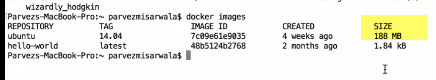 wizardly_hodgkin
Parvezs-MacBook-Pro:~ parvezmisarwala$ docker images
REPOSITORY TAG IMAGE ID CREATED SIZE
ubuntu 14.04 7c09e61e9035 4 weeks ago 188 MB
hello-world latest 48b5124b2768 2 months ago 1.84 kB
Parvezs-MacBook-Pro:~ parvezmisarwala$